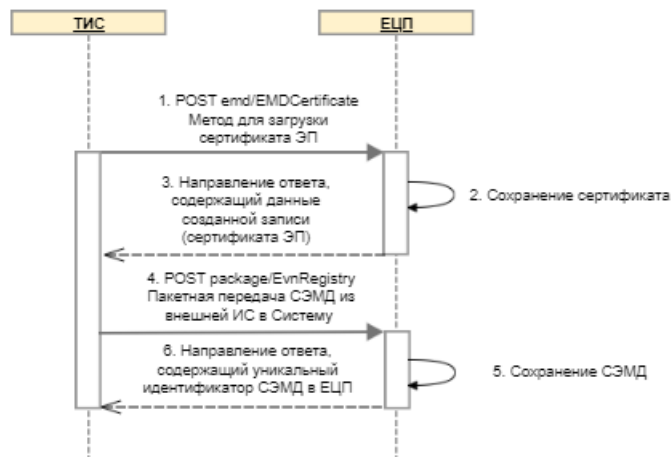 ТИС
ЕЦП
1. POST emd/EMDCertificate
Метод для загрузки
сертификата ЭП
3. Направление ответа,
содержащий данные
созданной записи
(сертификата ЭП)
2. Сохранение сертификата
4. POST package/EvnRegistry
Пакетная передача СЭМД из
внешней ИС в Систему
6. Направление ответа,
содержащий уникальный
идентификатор СЭМД в ЕЦП
5. Сохранение СЭМД